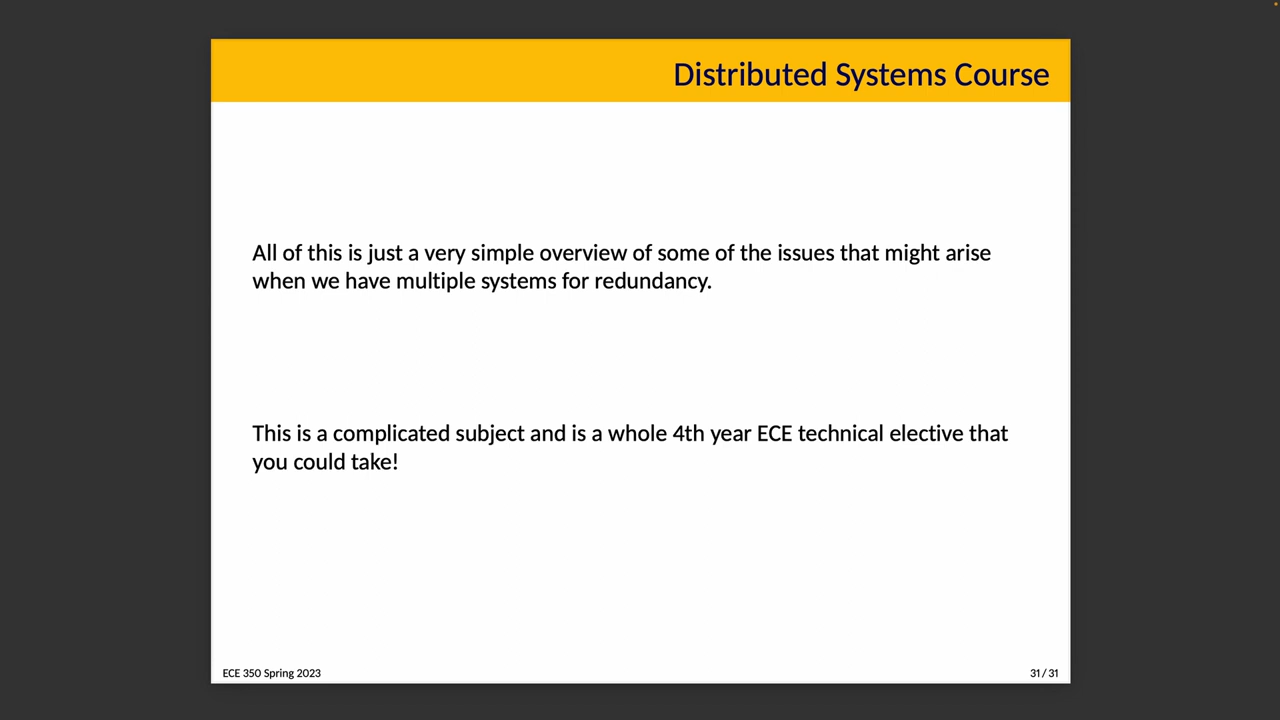 Distributed Systems Course
All of this is just a very simple overview of some of the issues that might arise
when we have multiple systems for redundancy.
This is a complicated subject and is a whole 4th year ECE technical elective that
you could take!
ECE 350 Spring 2023
31 / 31